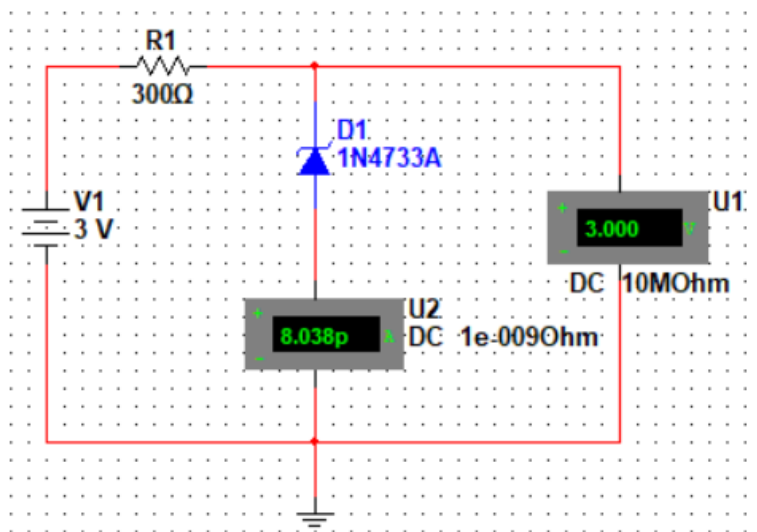 R1
300Ω
D1
1N4733A
V1
3 V
+
3.000
V
-
U1
DC 10MOhm
+
8.038p
A
-
U2
DC 1e-009Ohm